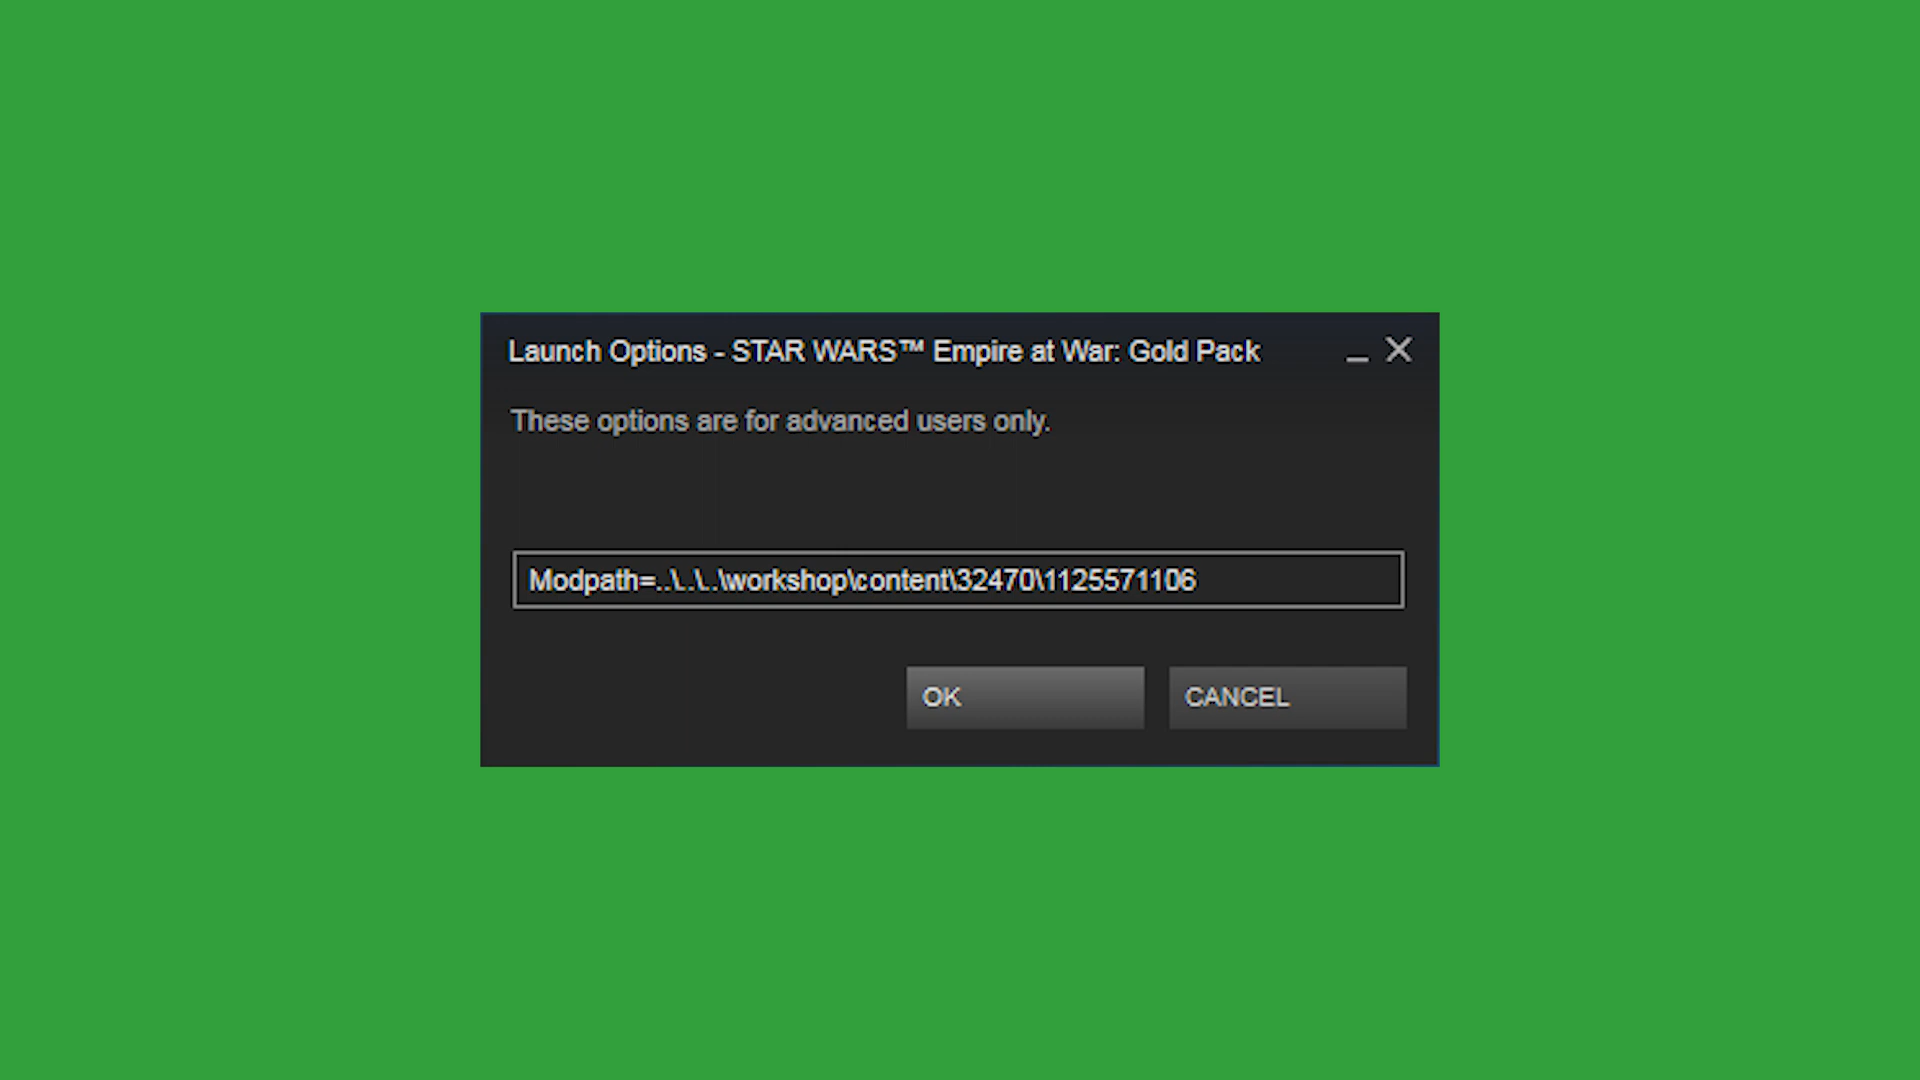 Launch Options - STAR WARS™ Empire at War: Gold Pack
These options are for advanced users only.
Modpath=..\..\..\workshop\content\32470\1125571106
OK
CANCEL